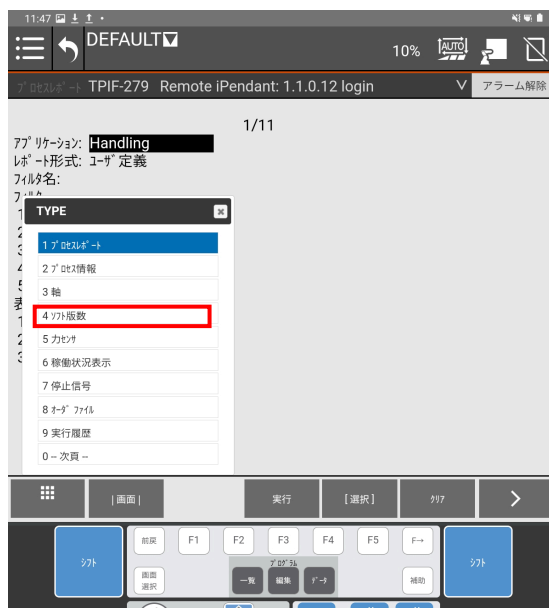 11:47
DEFAULT
10%
AUTO
ﾌﾟﾛｾｽﾚﾎﾟｰﾄ TPIF-279 Remote iPendant: 1.1.0.12 login
アラーム解除
1/11
ｱﾌﾟﾘｹｰｼｮﾝ: Handling
ﾚﾎﾟｰﾄ形式: ﾕｰｻﾞ定義
ﾌｨﾙﾀ名:
TYPE
1 ﾌﾟﾛｾｽﾚﾎﾟｰﾄ
2 ﾌﾟﾛｾｽ情報
3 軸
4 ｿﾌﾄ版数
5 力ｾﾝｻ
6 稼働状況表示
7 停止信号
8 ｵｰﾀﾞﾌｧｲﾙ
9 実行履歴
0 -- 次頁 --
|画面|
実行
[選択]
ｸﾘｱ
ｼﾌﾄ
前戻
F1
F2
F3
F4
F5
F→
ｼﾌﾄ
画面
選択
ﾌﾟﾛｸﾞﾗﾑ
一覧
編集
ﾃﾞｰﾀ
補助